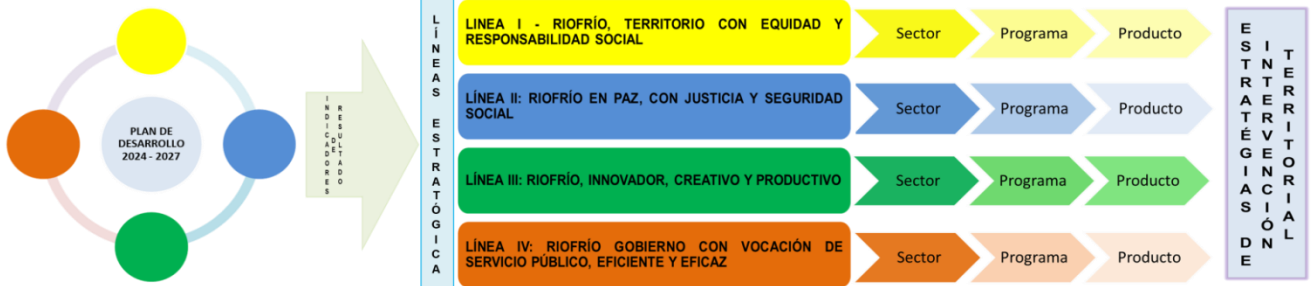 PLAN DE
DESARROLLO
2024 - 2027
INDICADORES
DE
RESULTADO
LÍNEAS ESTRATÓGICA
LINEA I - RIOFRÍO, TERRITORIO CON EQUIDAD Y
RESPONSABILIDAD SOCIAL
Sector
Programa
Producto
LÍNEA II: RIOFRÍO EN PAZ, CON JUSTICIA Y SEGURIDAD
SOCIAL
Sector
Programa
Producto
LÍNEA III: RIOFRÍO, INNOVADOR, CREATIVO Y PRODUCTIVO
Sector
Programa
Producto
LÍNEA IV: RIOFRÍO GOBIERNO CON VOCACIÓN DE
SERVICIO PÚBLICO, EFICIENTE Y EFICAZ
Sector
Programa
Producto
ESTRATÉGIAS DE
INTERVENCIÓN
TERRITORIAL